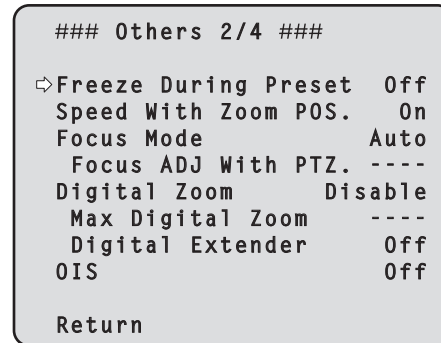 ### Others 2/4 ###
⇨Freeze During Preset Off
Speed With Zoom POS. On
Focus Mode Auto
Focus ADJ With PTZ. ----
Digital Zoom Disable
Max Digital Zoom ----
Digital Extender Off
OIS Off
Return